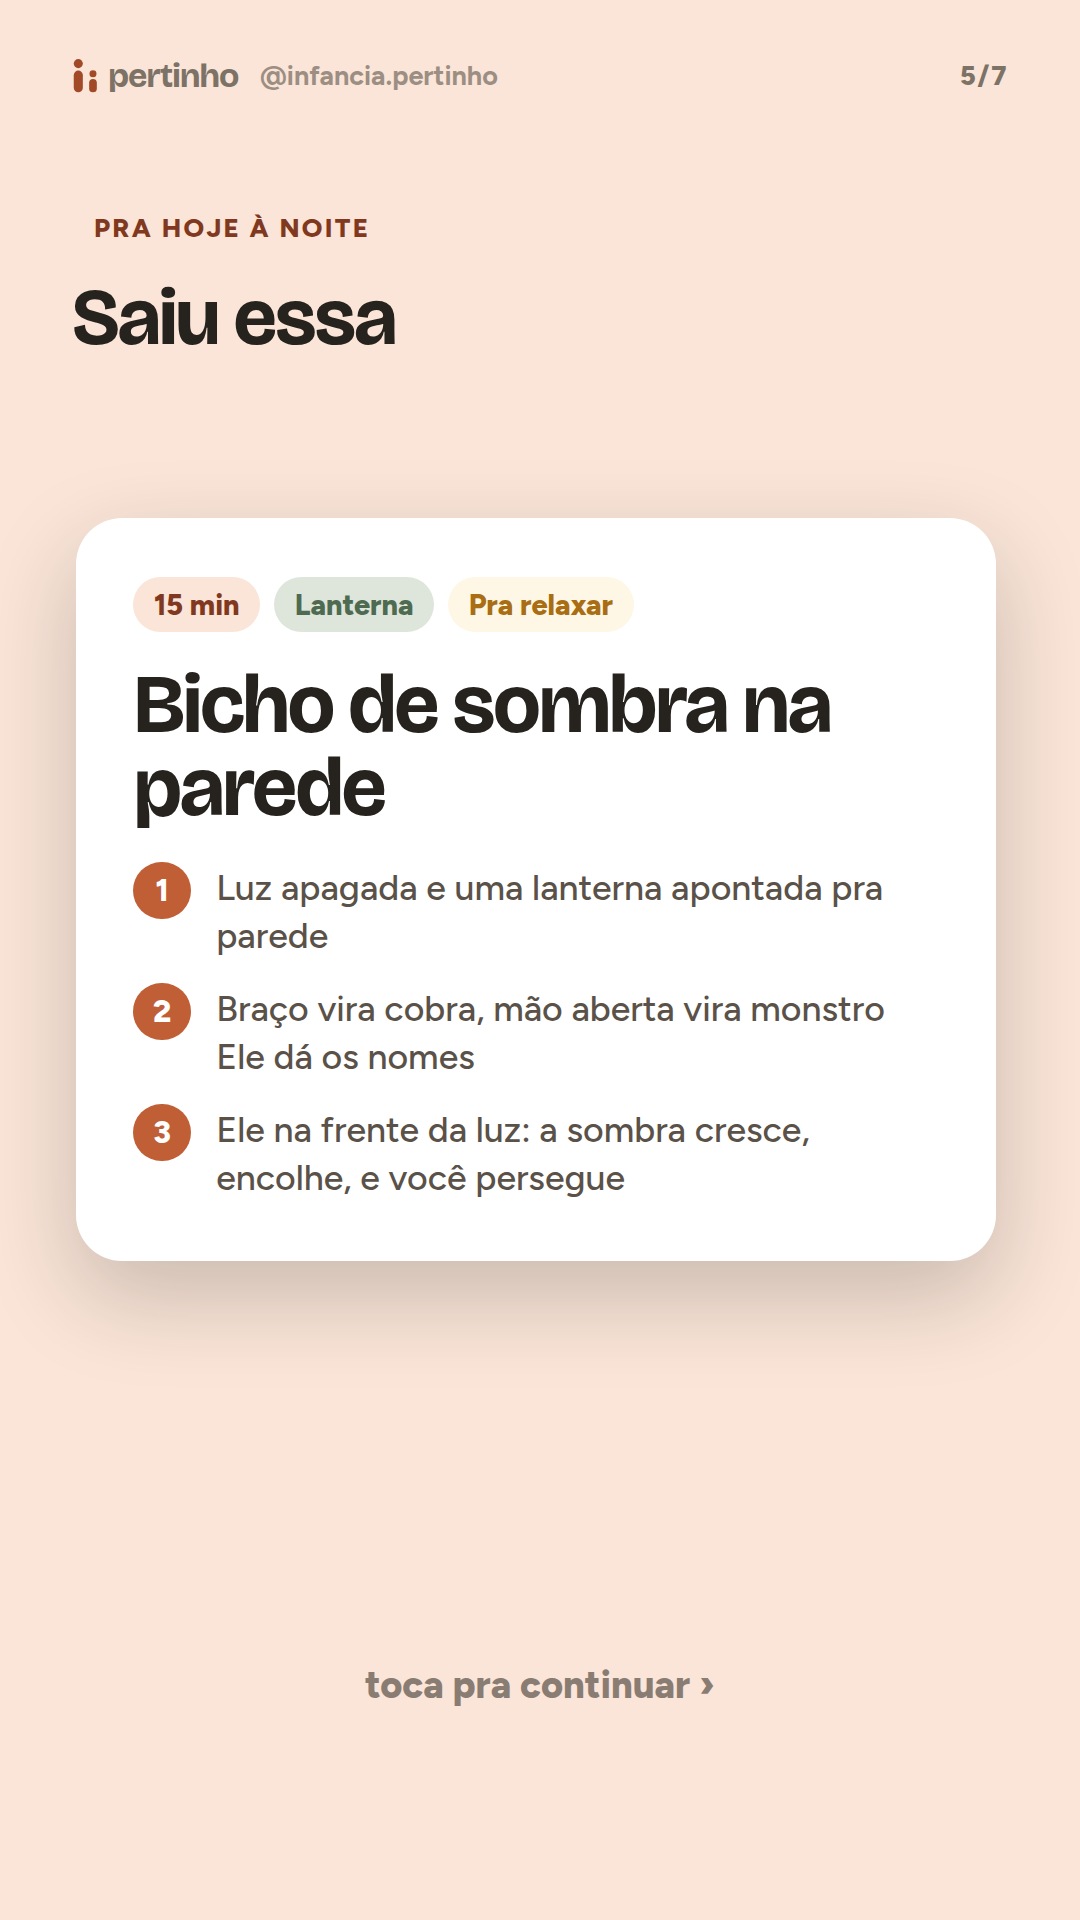 pertinho @infancia.pertinho 5/7
PRA HOJE À NOITE
Saiu essa
15 min Lanterna Pra relaxar
Bicho de sombra na
parede
1 Luz apagada e uma lanterna apontada pra
parede
2 Braço vira cobra, mão aberta vira monstro
Ele dá os nomes
3 Ele na frente da luz: a sombra cresce,
encolhe, e você persegue
toca pra continuar ›